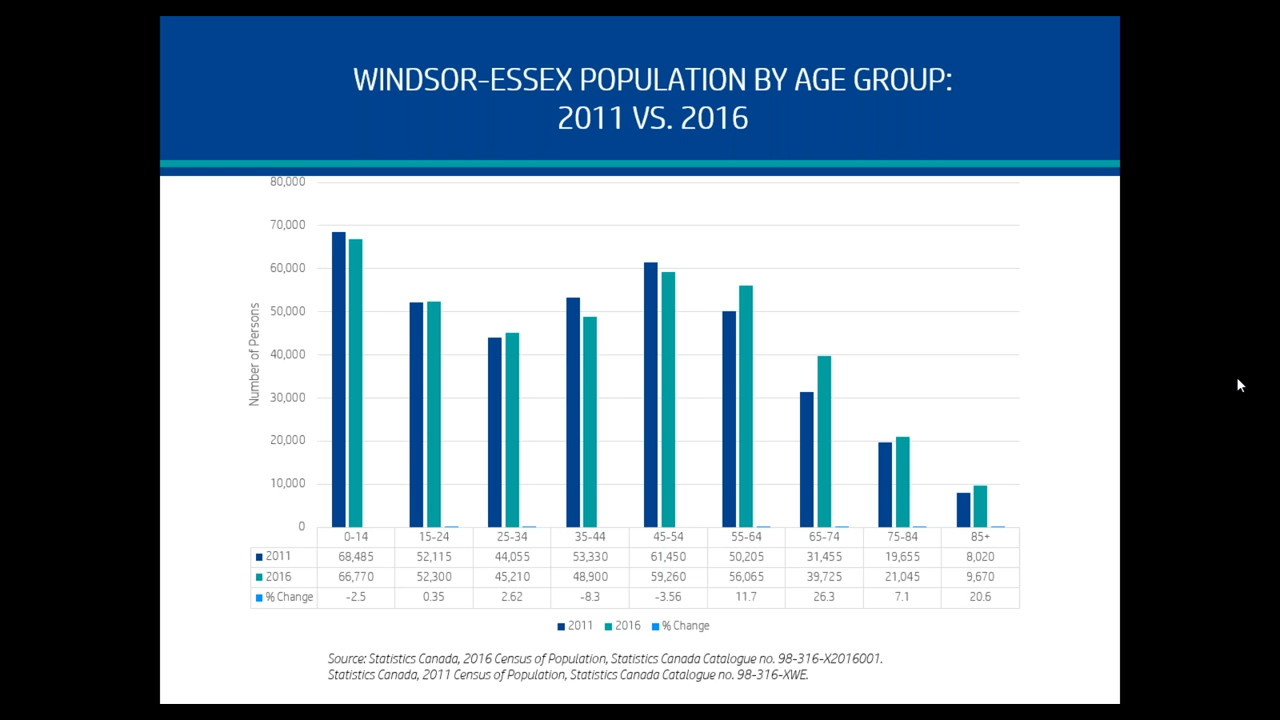 WINDSOR-ESSEX POPULATION BY AGE GROUP:
2011 VS. 2016
80,000
70,000
60,000
50,000
40,000
30,000
20,000
10,000
0
Number of Persons
0-14 15-24 25-34 35-44 45-54 55-64 65-74 75-84 85+
2011 68,485 52,115 44,055 53,330 61,450 50,205 31,455 19,655 8,020
2016 66,770 52,300 45,210 48,900 59,260 56,065 39,725 21,045 9,670
% Change -2.5 0.35 2.62 -8.3 -3.56 11.7 26.3 7.1 20.6
2011 2016 % Change
Source: Statistics Canada, 2016 Census of Population, Statistics Canada Catalogue no. 98-316-X2016001.
Statistics Canada, 2011 Census of Population, Statistics Canada Catalogue no. 98-316-XWE.